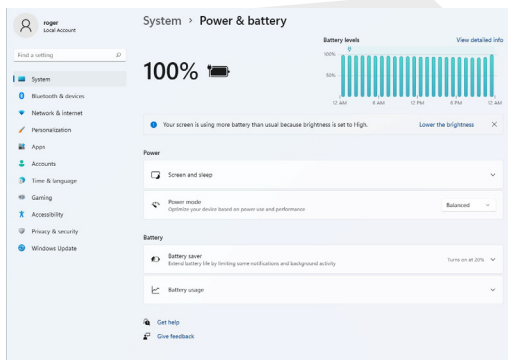 roger
Local Account
Find a setting
System
Bluetooth & devices
Network & internet
Personalization
Apps
Accounts
Time & language
Gaming
Accessibility
Privacy & security
Windows Update
System > Power & battery
100%
Battery levels
View detailed info
100%
50%
12 AM 6 AM 12 PM 6 PM 12 AM
Your screen is using more battery than usual because brightness is set to High.
Lower the brightness
Power
Screen and sleep
Power mode
Optimize your device based on power use and performance
Balanced
Battery
Battery saver
Extend battery life by limiting some notifications and background activity
Turns on at 20%
Battery usage
Get help
Give feedback